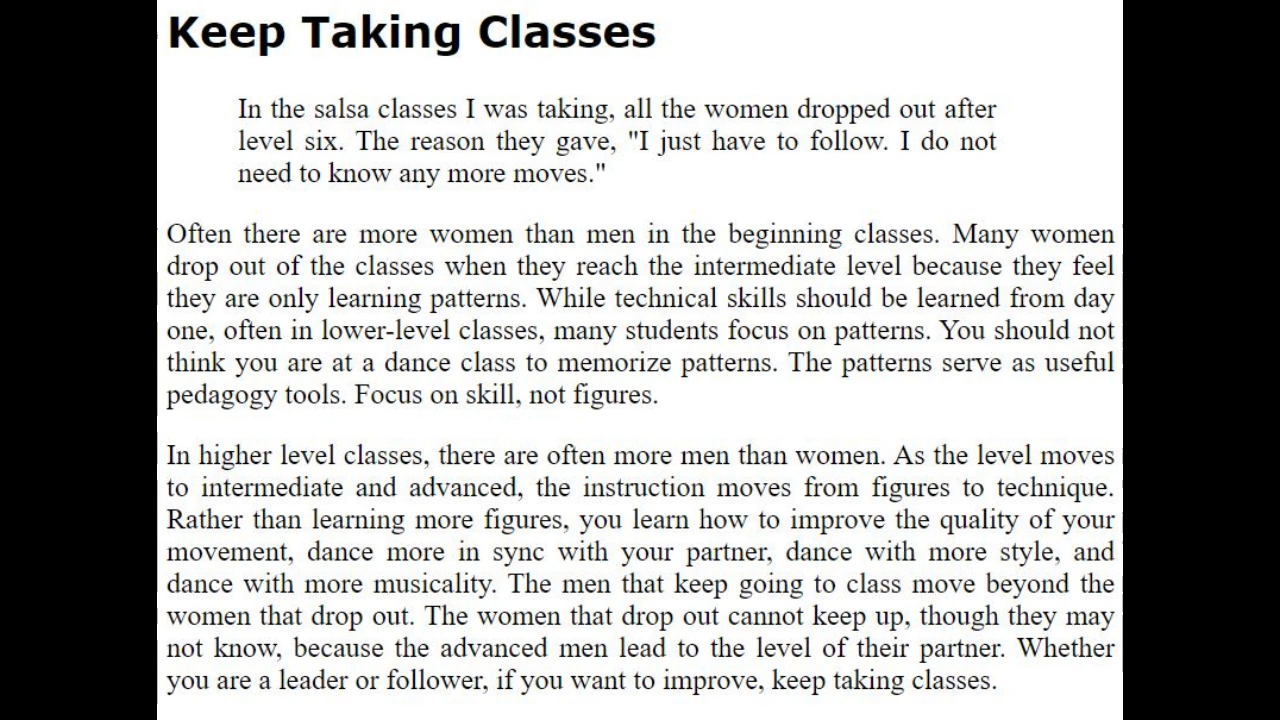 Keep Taking Classes
In the salsa classes I was taking, all the women dropped out after
level six. The reason they gave, "I just have to follow. I do not
need to know any more moves."
Often there are more women than men in the beginning classes. Many women
drop out of the classes when they reach the intermediate level because they feel
they are only learning patterns. While technical skills should be learned from day
one, often in lower-level classes, many students focus on patterns. You should not
think you are at a dance class to memorize patterns. The patterns serve as useful
pedagogy tools. Focus on skill, not figures.
In higher level classes, there are often more men than women. As the level moves
to intermediate and advanced, the instruction moves from figures to technique.
Rather than learning more figures, you learn how to improve the quality of your
movement, dance more in sync with your partner, dance with more style, and
dance with more musicality. The men that keep going to class move beyond the
women that drop out. The women that drop out cannot keep up, though they may
not know, because the advanced men lead to the level of their partner. Whether
you are a leader or follower, if you want to improve, keep taking classes.